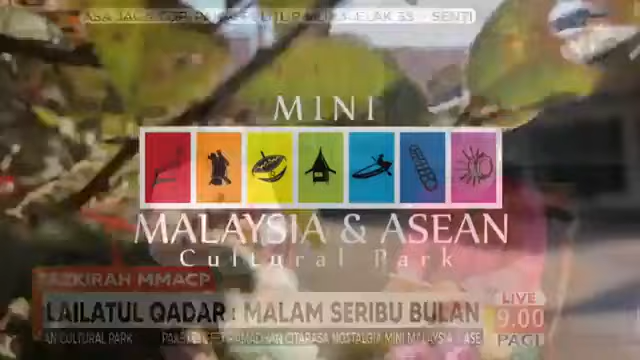 MINI
MALAYSIA & ASEAN
Cultural Park
TAZKIRAH MMACP
LAILATUL QADAR : MALAM SERIBU BULAN
LIVE
9.00
PAGI
AN CULTURAL PARK RAMADHAN CITARASA NOSTALGIA MINI MALAYSIA & ASE